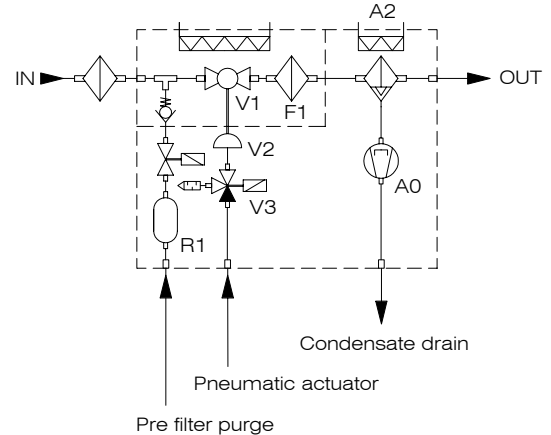 A2
IN
OUT
V1
F1
V2
A0
V3
R1
Condensate drain
Pneumatic actuator
Pre filter purge